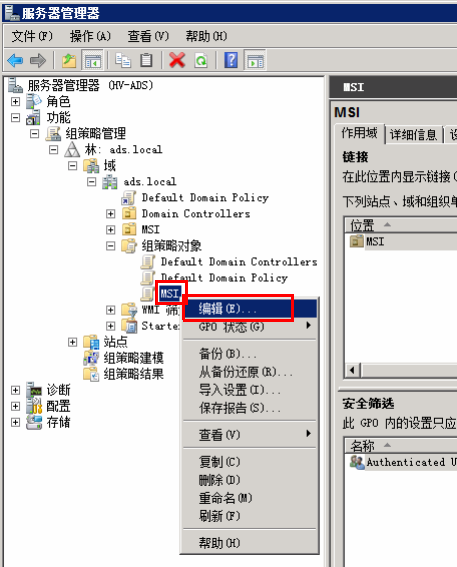 服务器管理器
文件(F) 操作(A) 查看(V) 帮助(H)
服务器管理器 (HV-ADS)
角色
功能
组策略管理
林: ads.local
域
ads.local
Default Domain Policy
Domain Controllers
MSI
组策略对象
Default Domain Controllers
Default Domain Policy
MSI
WMI 筛
Starte
站点
组策略建模
组策略结果
诊断
配置
存储
编辑(E)...
GPO 状态(G)
备份(B)...
从备份还原(R)...
导入设置(I)...
保存报告(S)...
查看(V)
复制(C)
删除(D)
重命名(M)
刷新(F)
帮助(H)
MSI
MSI
作用域 详细信息 设
链接
在此位置内显示链接(
下列站点、域和组织单
位置
MSI
安全筛选
此 GPO 内的设置只应
名称
Authenticated U